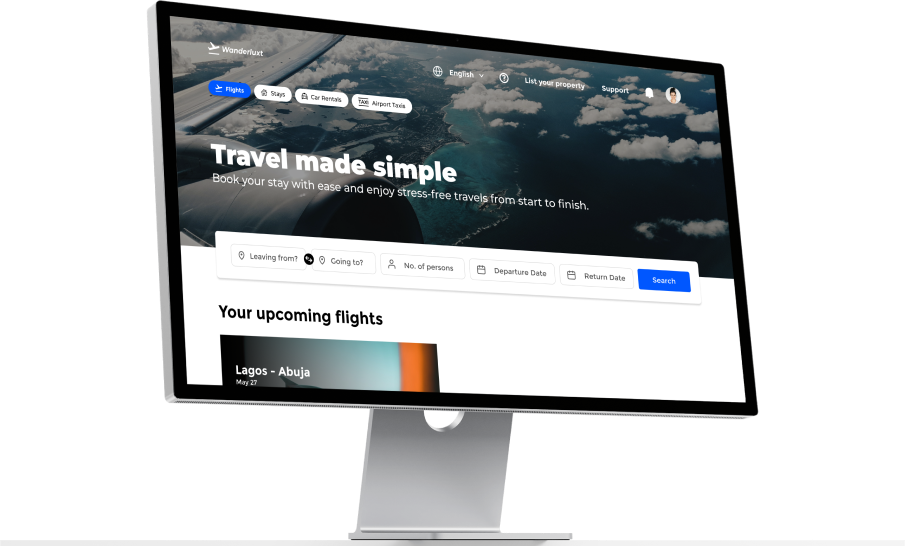 Wanderluxt
English
List your property
Support
Flights
Stays
Car Rentals
TAXI Airport Taxis
Travel made simple
Book your stay with ease and enjoy stress-free travels from start to finish.
Leaving from?
Going to?
No. of persons
Departure Date
Return Date
Search
Your upcoming flights
Lagos - Abuja
May 27